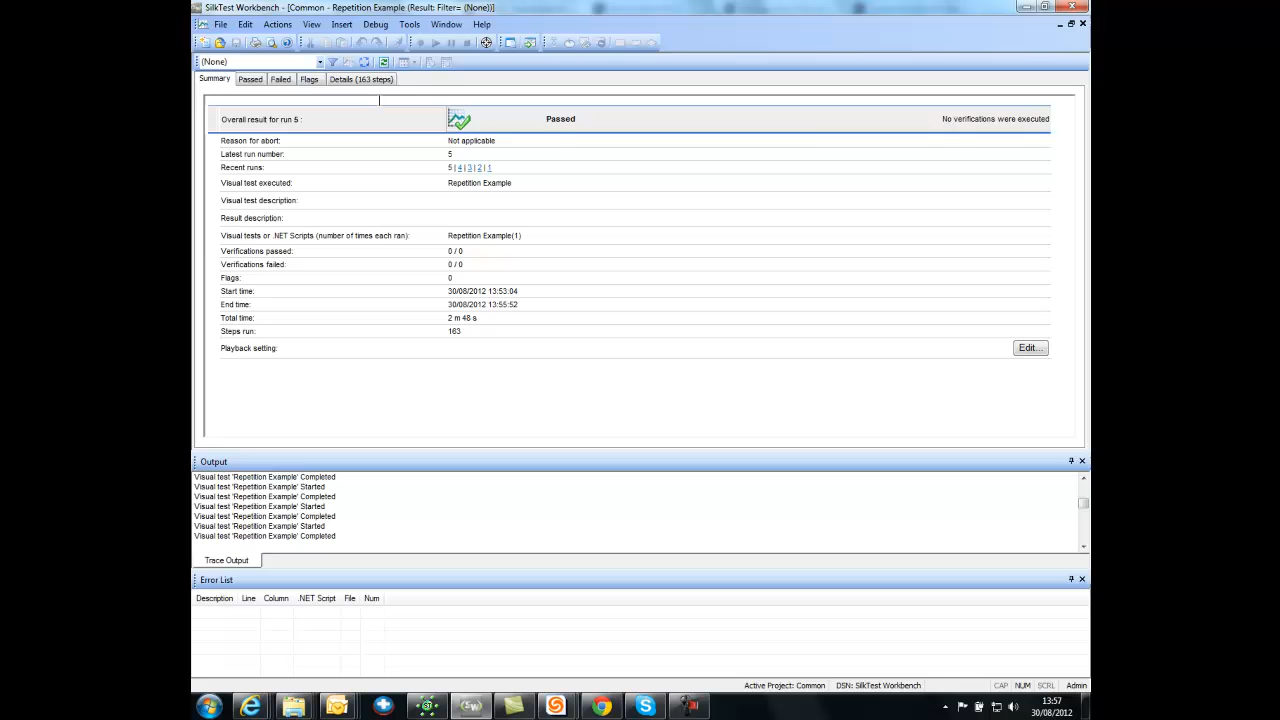 SilkTest Workbench - [Common - Repetition Example (Result: Filter= (None))]
File Edit Actions View Insert Debug Tools Window Help
(None)
Summary Passed Failed Flags Details (163 steps)
Overall result for run 5 : Passed No verifications were executed
Reason for abort: Not applicable
Latest run number: 5
Recent runs: 5 | 4 | 3 | 2 | 1
Visual test executed: Repetition Example
Visual test description:
Result description:
Visual tests or .NET Scripts (number of times each ran): Repetition Example(1)
Verifications passed: 0 / 0
Verifications failed: 0 / 0
Flags: 0
Start time: 30/08/2012 13:53:04
End time: 30/08/2012 13:55:52
Total time: 2 m 48 s
Steps run: 163
Playback setting: Edit...
Output
Visual test 'Repetition Example' Completed
Visual test 'Repetition Example' Started
Visual test 'Repetition Example' Completed
Visual test 'Repetition Example' Started
Visual test 'Repetition Example' Completed
Visual test 'Repetition Example' Started
Visual test 'Repetition Example' Completed
Trace Output
Error List
Description Line Column .NET Script File Num
Active Project: Common DSN: SilkTest Workbench CAP NUM SCRL Admin
13:57
30/08/2012